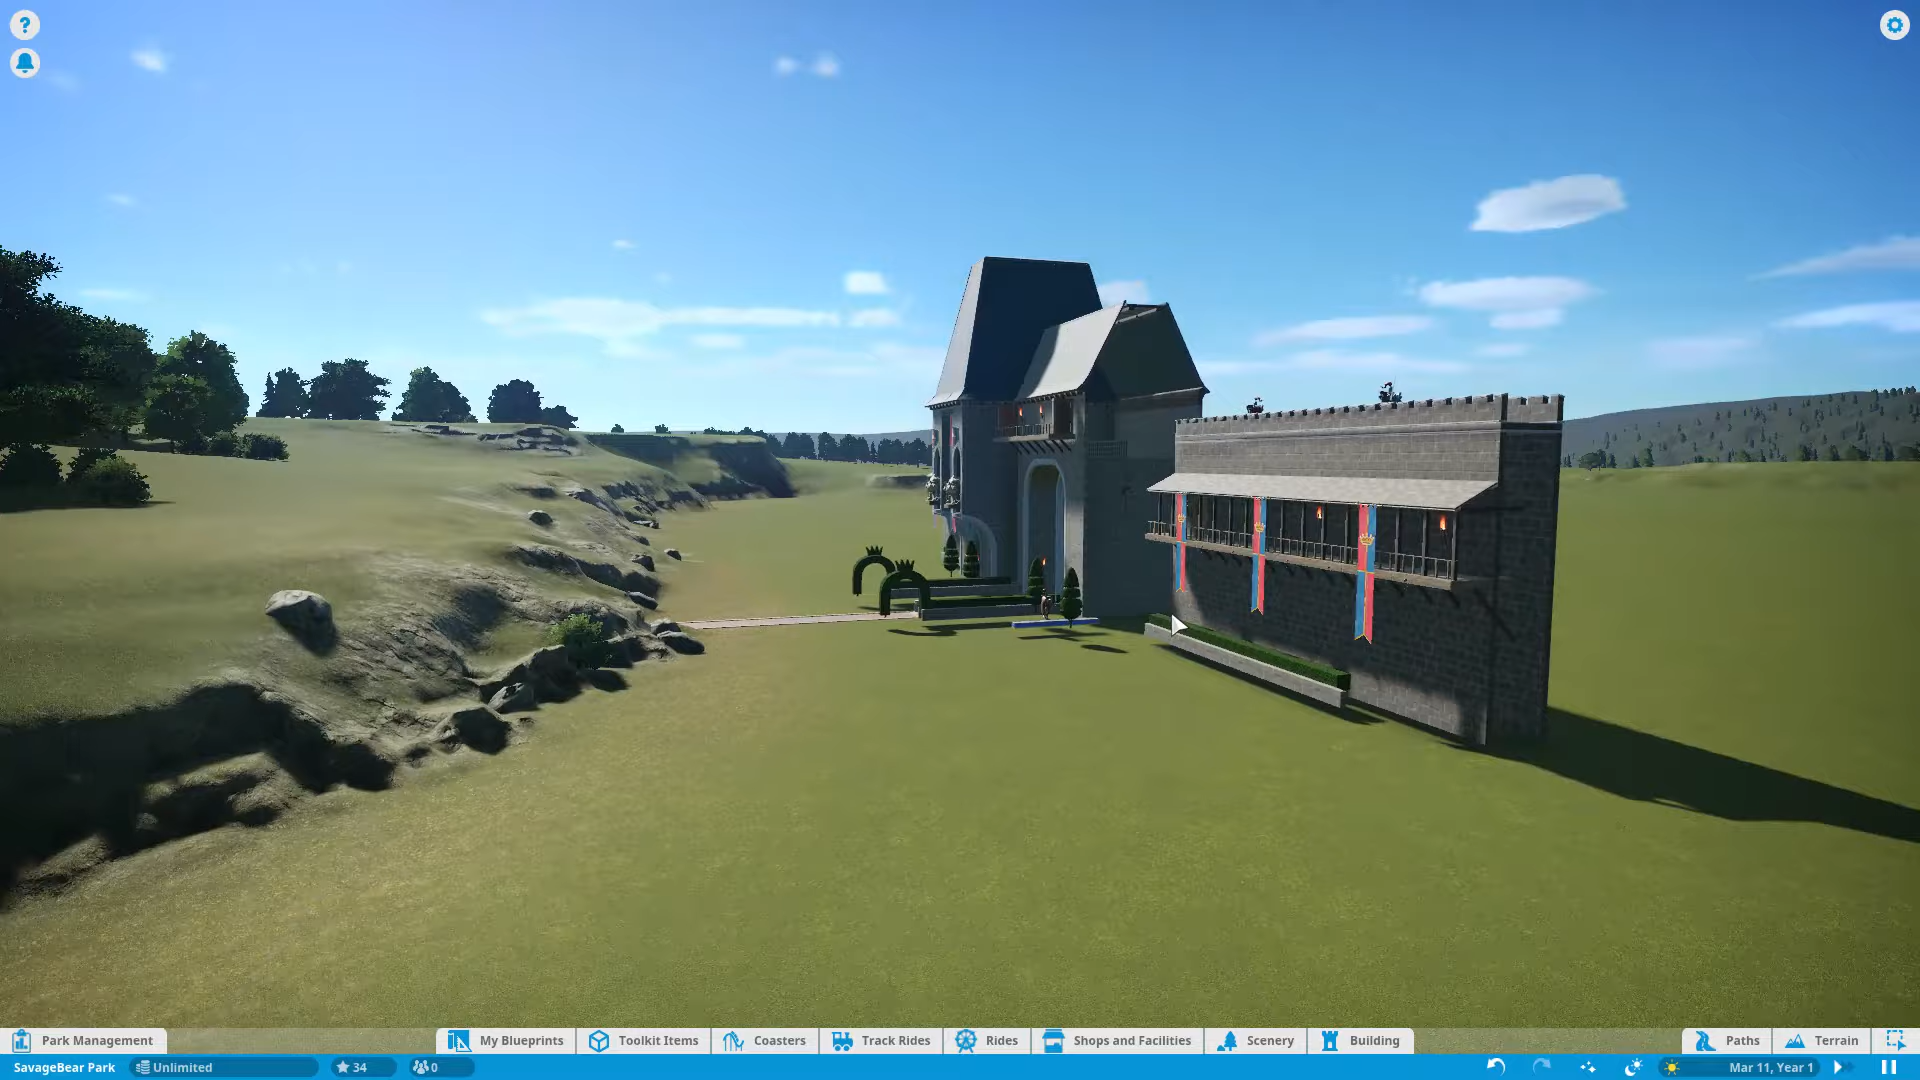 ?
Park Management
My Blueprints
Toolkit Items
Coasters
Track Rides
Rides
Shops and Facilities
Scenery
Building
Paths
Terrain
SavageBear Park
Unlimited
34
0
Mar 11, Year 1